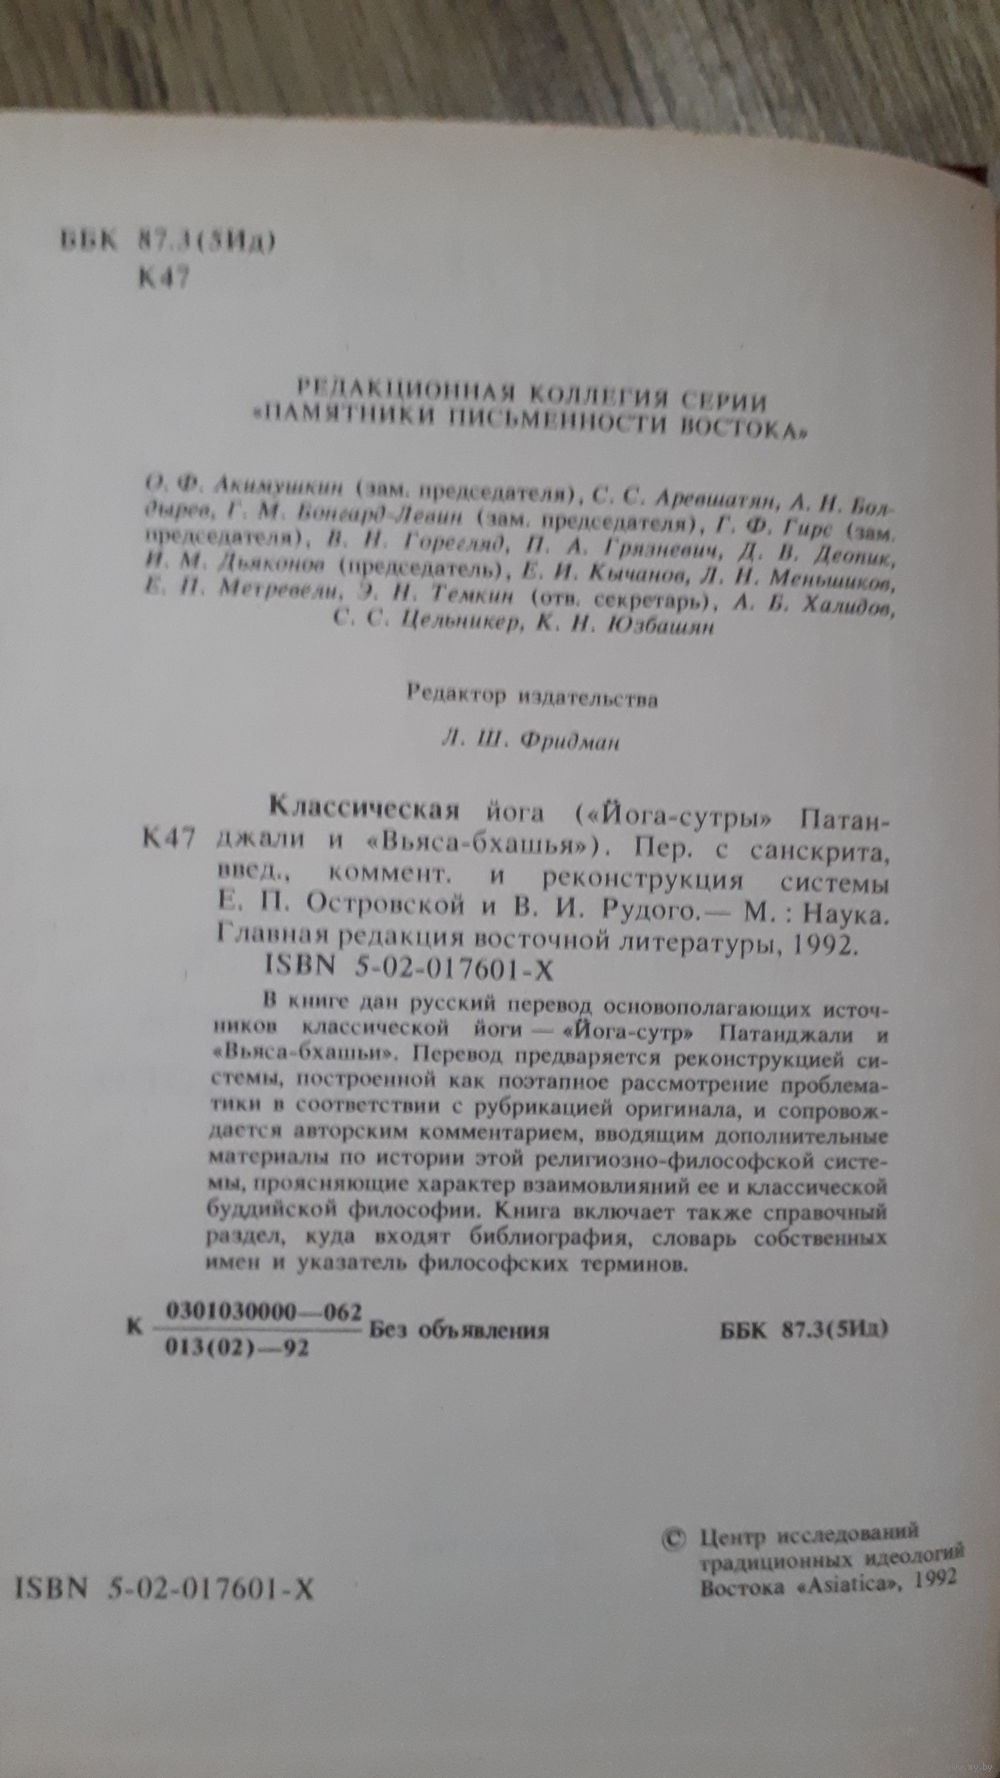 ББК 87.3(5Ид)
К47
РЕДАКЦИОННАЯ КОЛЛЕГИЯ СЕРИИ
«ПАМЯТНИКИ ПИСЬМЕННОСТИ ВОСТОКА»
О. Ф. Акимушкин (зам. председателя), С. С. Аревшатян, А. Н. Бол-
дырев, Г. М. Бонгард-Левин (зам. председателя), Г. Ф. Гирс (зам.
председателя), В. Н. Горегляд, П. А. Грязневич, Д. В. Деопик,
И. М. Дьяконов (председатель), Е. И. Кычанов, Л. Н. Меньшиков,
Е. П. Метревели, Э. Н. Темкин (отв. секретарь), А. Б. Халидов,
С. С. Цельникер, К. Н. Юзбашян
Редактор издательства
Л. Ш. Фридман
Классическая йога («Йога-сутры» Патан-
К47 джали и «Вьяса-бхашья»). Пер. с санскрита,
введ., коммент. и реконструкция системы
Е. П. Островской и В. И. Рудого.— М. : Наука.
Главная редакция восточной литературы, 1992.
ISBN 5-02-017601-X
В книге дан русский перевод основополагающих источ-
ников классической йоги — «Йога-сутр» Патанджали и
«Вьяса-бхашьи». Перевод предваряется реконструкцией си-
стемы, построенной как поэтапное рассмотрение проблема-
тики в соответствии с рубрикацией оригинала, и сопровож-
дается авторским комментарием, вводящим дополнительные
материалы по истории этой религиозно-философской систе-
мы, проясняющие характер взаимовлияний ее и классической
буддийской философии. Книга включает также справочный
раздел, куда входят библиография, словарь собственных
имен и указатель философских терминов.
К 0301030000—062
013(02)—92 Без объявления ББК 87.3(5Ид)
© Центр исследований
традиционных идеологий
Востока «Asiatica», 1992
ISBN 5-02-017601-X